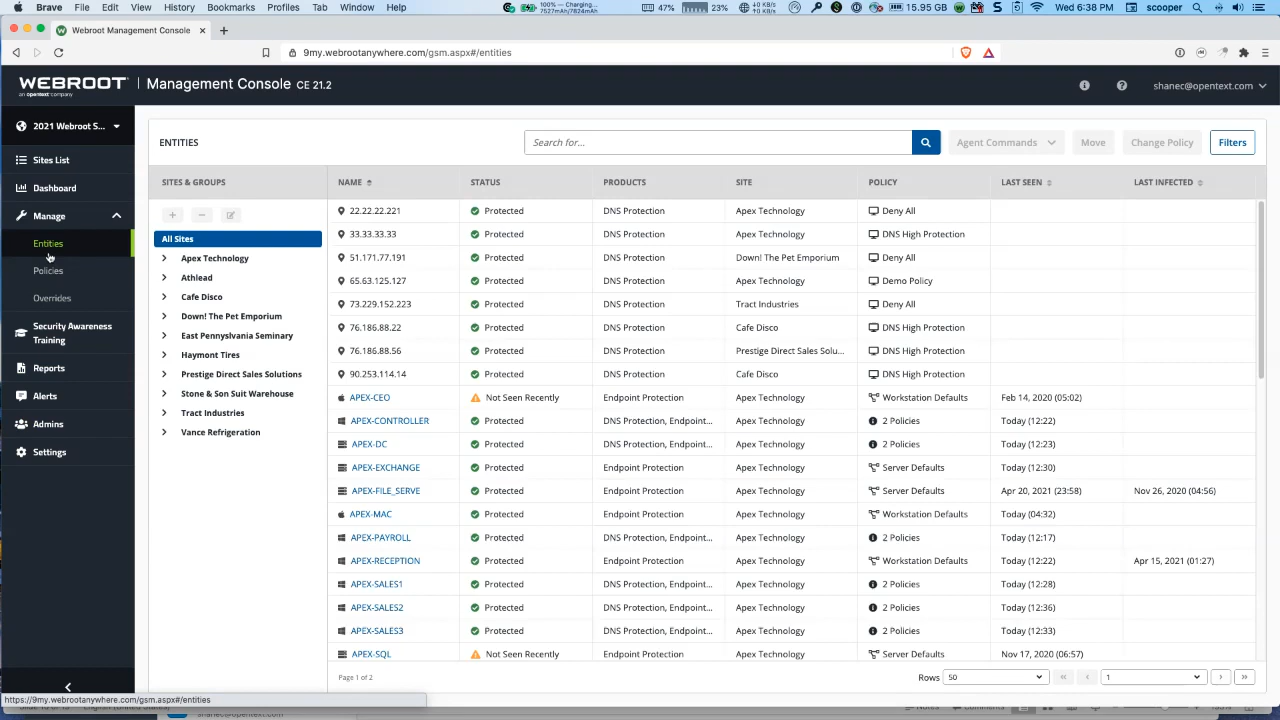 Brave File Edit View History Bookmarks Profiles Tab Window Help 100% Charging... 7527mAh/7624mAh 47% 23% +0 KB/s +0 KB/s 15.95 GB Wed 6:38 PM scooper
Webroot Management Console
9my.webrootanywhere.com/gsm.aspx#/entities
WEBROOT an opentext company Management Console CE 21.2 shanec@opentext.com
2021 Webroot S...
Sites List
Dashboard
Manage
Entities
Policies
Overrides
Security Awareness
Training
Reports
Alerts
Admins
Settings
ENTITIES Search for... Agent Commands Move Change Policy Filters
SITES & GROUPS
All Sites
Apex Technology
Athlead
Cafe Disco
Down! The Pet Emporium
East Pennyslvania Seminary
Haymont Tires
Prestige Direct Sales Solutions
Stone & Son Suit Warehouse
Tract Industries
Vance Refrigeration
NAME STATUS PRODUCTS SITE POLICY LAST SEEN LAST INFECTED
22.22.22.221 Protected DNS Protection Apex Technology Deny All
33.33.33.33 Protected DNS Protection Apex Technology DNS High Protection
51.171.77.191 Protected DNS Protection Down! The Pet Emporium Deny All
65.63.125.127 Protected DNS Protection Apex Technology Demo Policy
73.229.152.223 Protected DNS Protection Tract Industries Deny All
76.186.88.22 Protected DNS Protection Cafe Disco DNS High Protection
76.186.88.56 Protected DNS Protection Prestige Direct Sales Solu... DNS High Protection
90.253.114.14 Protected DNS Protection Cafe Disco DNS High Protection
APEX-CEO Not Seen Recently Endpoint Protection Apex Technology Workstation Defaults Feb 14, 2020 (05:02)
APEX-CONTROLLER Protected DNS Protection, Endpoint... Apex Technology 2 Policies Today (12:22)
APEX-DC Protected DNS Protection, Endpoint... Apex Technology 2 Policies Today (12:23)
APEX-EXCHANGE Protected Endpoint Protection Apex Technology Server Defaults Today (12:30)
APEX-FILE_SERVE Protected Endpoint Protection Apex Technology Server Defaults Apr 20, 2021 (23:58) Nov 26, 2020 (04:56)
APEX-MAC Protected Endpoint Protection Apex Technology Workstation Defaults Today (04:32)
APEX-PAYROLL Protected DNS Protection, Endpoint... Apex Technology 2 Policies Today (12:17)
APEX-RECEPTION Protected Endpoint Protection Apex Technology Workstation Defaults Today (12:22) Apr 15, 2021 (01:27)
APEX-SALES1 Protected DNS Protection, Endpoint... Apex Technology 2 Policies Today (12:28)
APEX-SALES2 Protected DNS Protection, Endpoint... Apex Technology 2 Policies Today (12:36)
APEX-SALES3 Protected DNS Protection, Endpoint... Apex Technology 2 Policies Today (12:33)
APEX-SQL Not Seen Recently Endpoint Protection Apex Technology Server Defaults Nov 17, 2020 (06:57)
Page 1 of 2 Rows 50 1
https://9my.webrootanywhere.com/gsm.aspx#/entities
shanec@opentext.com